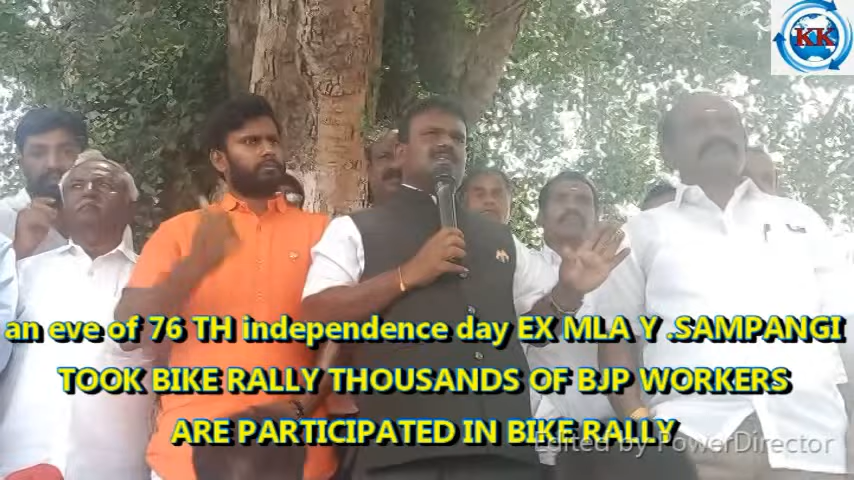 KK
an eve of 76 TH independence day EX MLA Y .SAMPANGI
TOOK BIKE RALLY THOUSANDS OF BJP WORKERS
ARE PARTICIPATED IN BIKE RALLY
Edited by PowerDirector